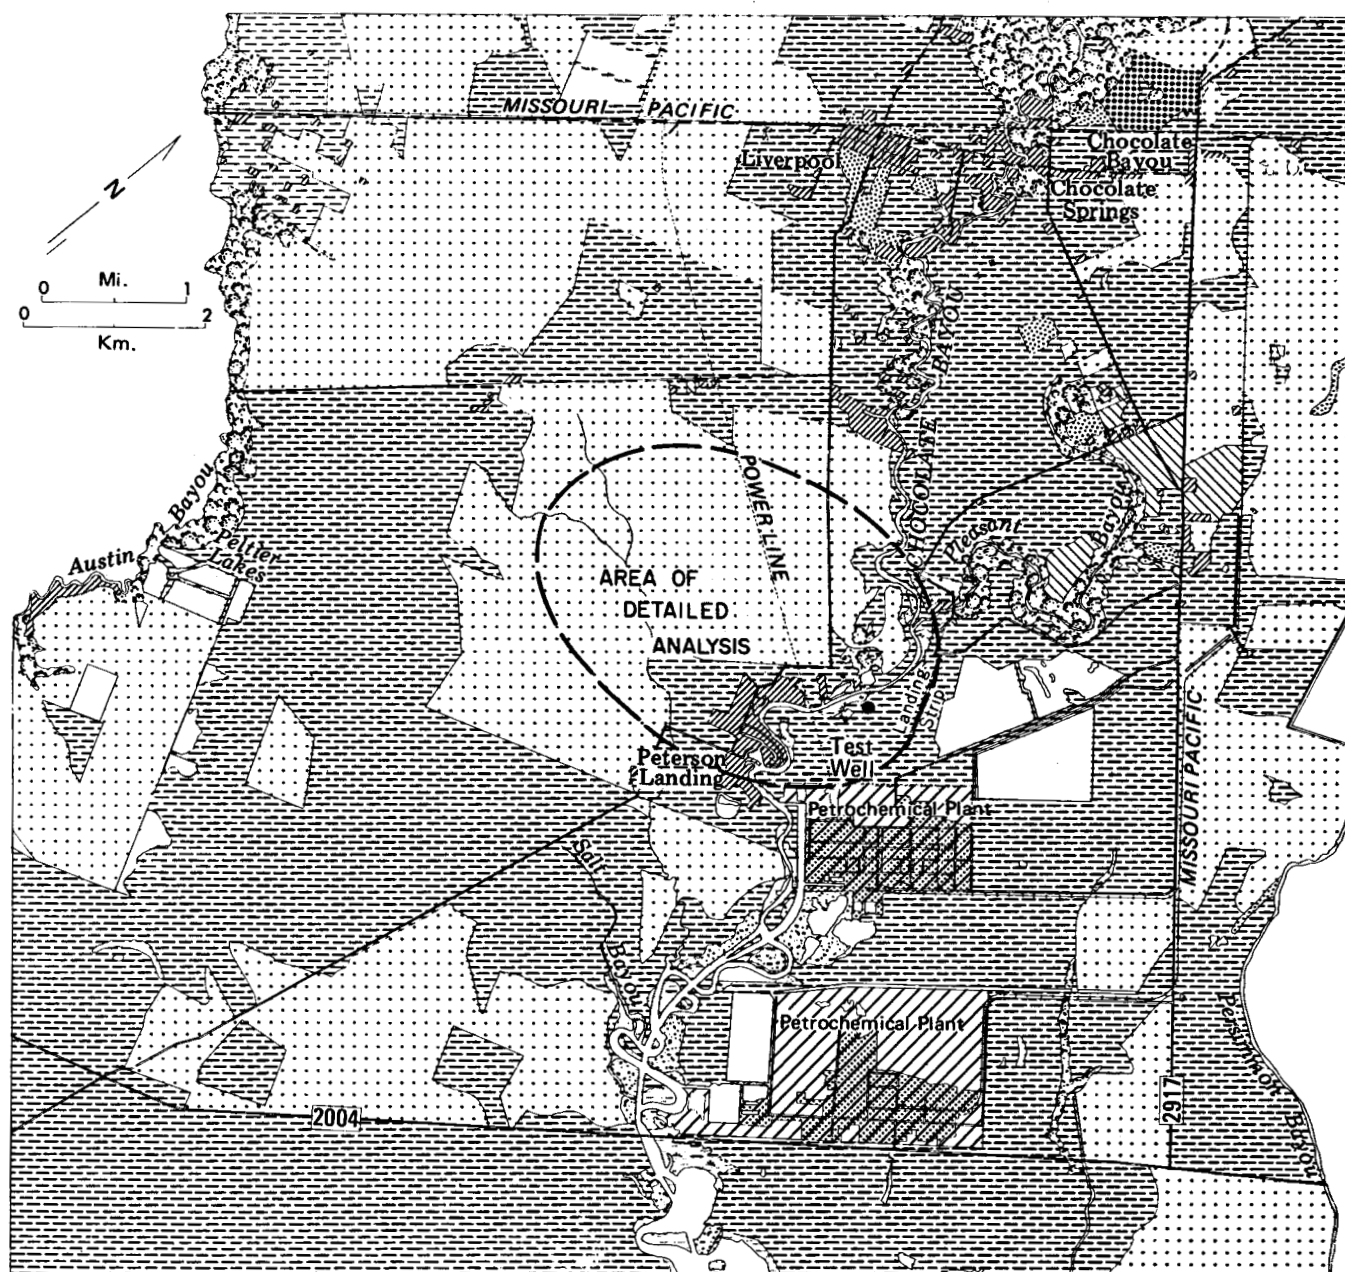 MISSOURI PACIFIC
Liverpool
Chocolate
Bayou
Chocolate
Springs
N
Mi.
0 1
0 2
Km.
CHOCOLATE BAYOU
Bayou
Austin
Peltier
Lakes
POWER LINE
Pleasant
Bayou
AREA OF
DETAILED
ANALYSIS
Landing
Strip
MISSOURI PACIFIC
Peterson
Landing
Test
Well
Petrochemical Plant
Salt
Bayou
Petrochemical Plant
Persimmon Bayou
2004
2917